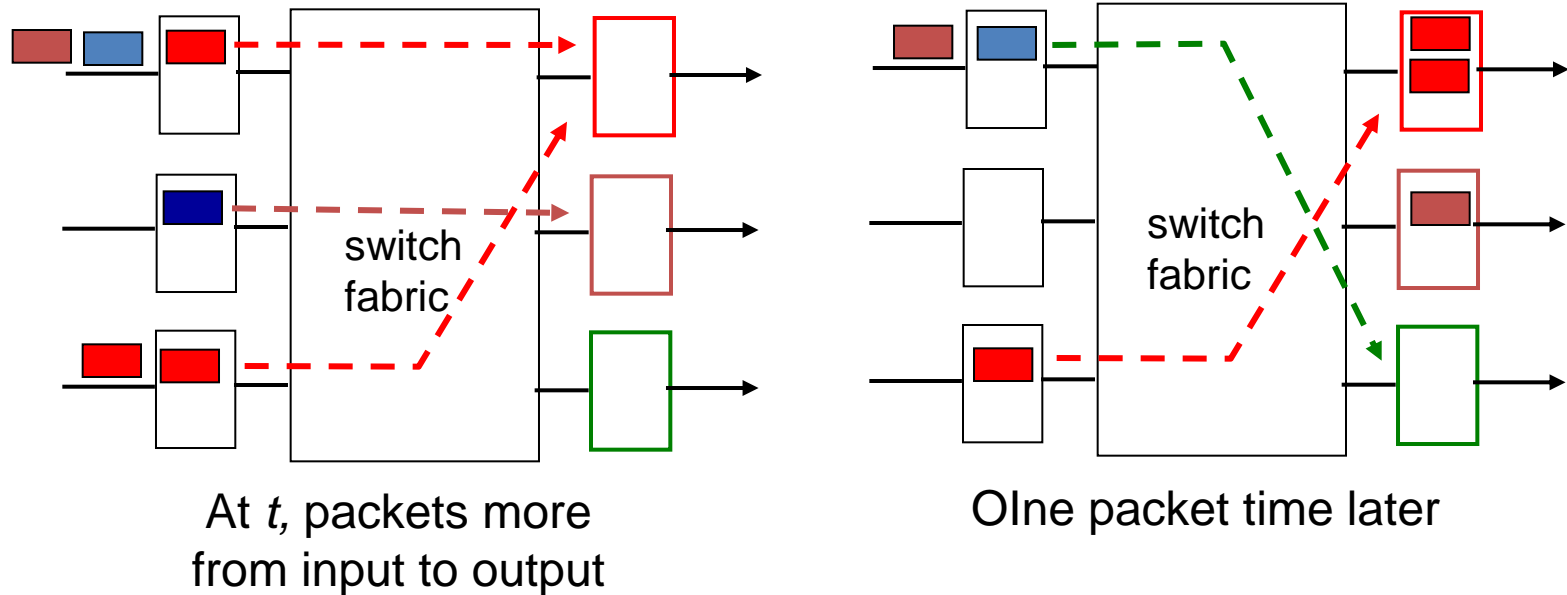 switch
fabric
switch
fabric
At t, packets more
from input to output
OIne packet time later